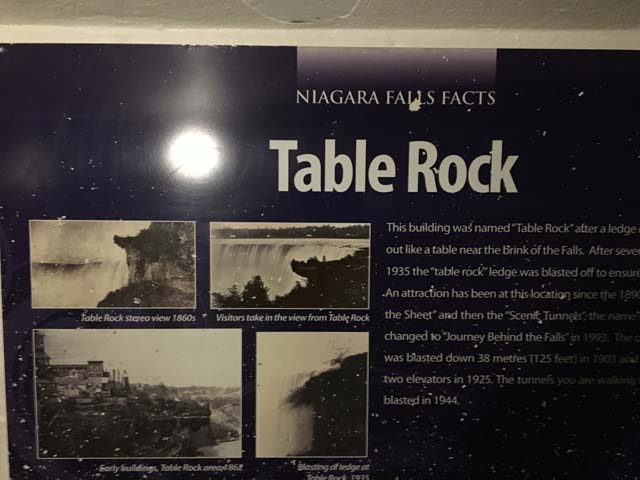 NIAGARA FALLS FACTS
Table Rock
This building was named "Table Rock" after a ledge
out like a table near the brink of the Falls. After
1935 the "table rock" ledge was blasted off to ensure
An attraction has been at this location since the
the Sheet" and then the "Scenic Tunnels", the name
changed to "Journey Behind the Falls" in 1993. The
was blasted down 38 metres (125 feet) in 1903 and
two elevators in 1925. The tunnels you are walking
blasted in 1944.
Table Rock stereo view 1860s
Visitors take in the view from Table Rock
Early buildings, Table Rock area, 1862
Blasting of ledge at
Table Rock, 1935